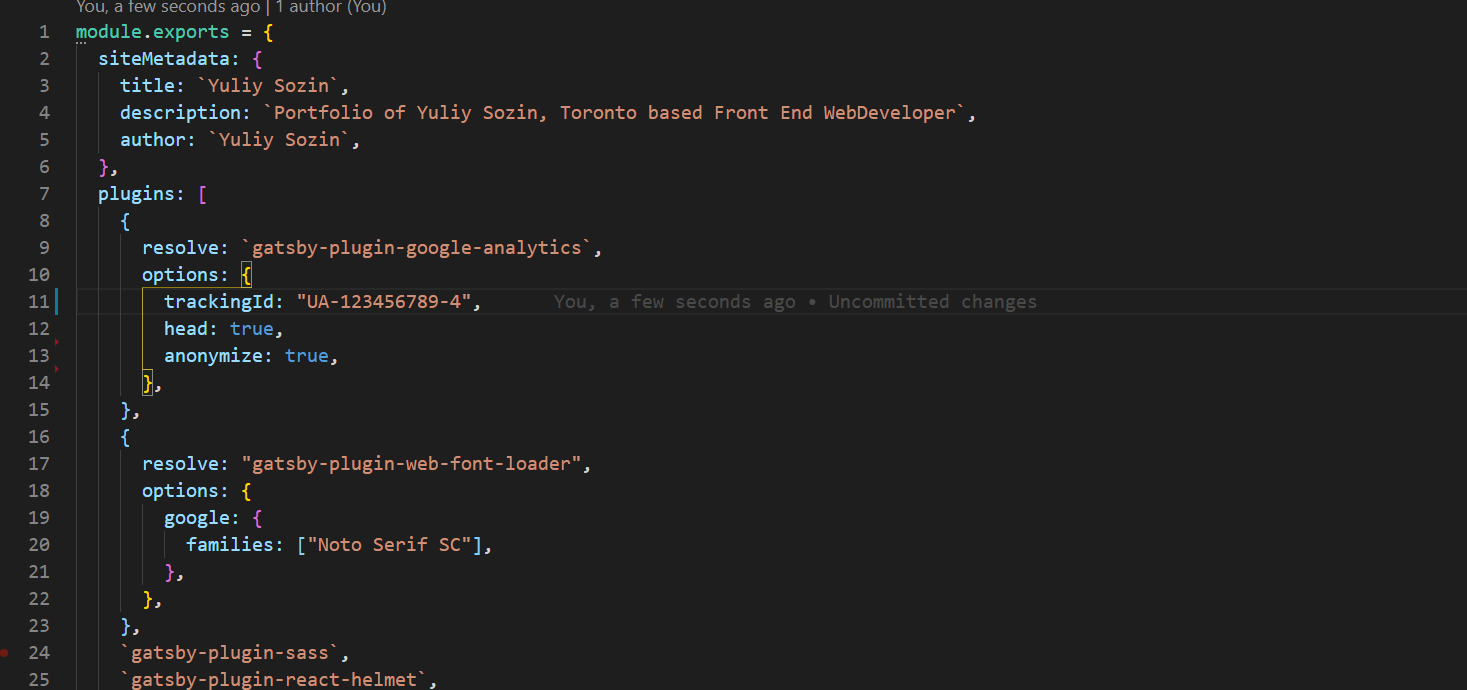 You, a few seconds ago | 1 author (You)
1 module.exports = {
2   siteMetadata: {
3     title: `Yuliy Sozin`,
4     description: `Portfolio of Yuliy Sozin, Toronto based Front End WebDeveloper`,
5     author: `Yuliy Sozin`,
6   },
7   plugins: [
8     {
9       resolve: `gatsby-plugin-google-analytics`,
10       options: {
11         trackingId: "UA-123456789-4", You, a few seconds ago • Uncommitted changes
12         head: true,
13         anonymize: true,
14       },
15     },
16     {
17       resolve: "gatsby-plugin-web-font-loader",
18       options: {
19         google: {
20           families: ["Noto Serif SC"],
21         },
22       },
23     },
24     `gatsby-plugin-sass`,
25     `gatsby-plugin-react-helmet`,